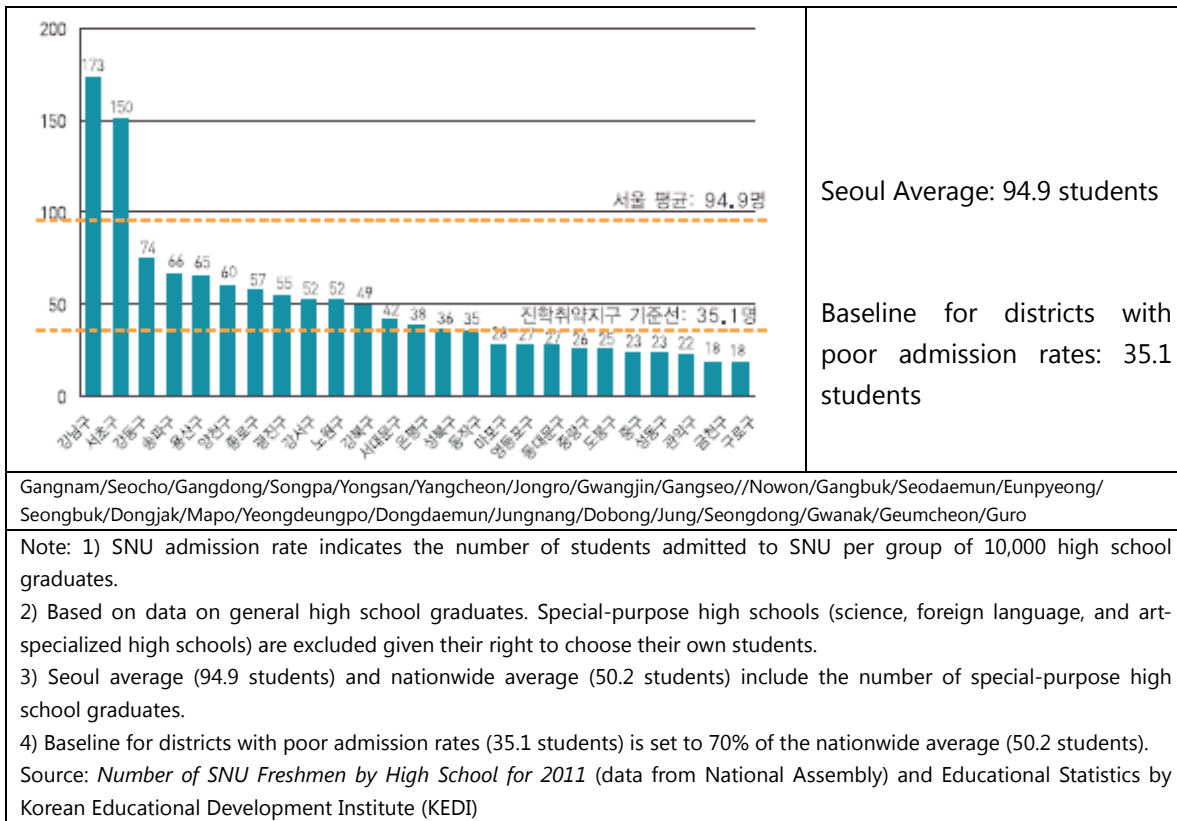 200
173
150
150
서울 평균: 94.9명
100
74
66
65
60
57
55
52
52
49
42
38
36
35
진학취약지구 기준선: 35.1명
50
28
27
27
26
25
23
23
22
18
18
0
강남구
서초구
강동구
송파구
용산구
양천구
종로구
광진구
강서구
노원구
강북구
서대문구
은평구
성북구
동작구
마포구
영등포구
동대문구
중랑구
도봉구
중구
성동구
관악구
금천구
구로구
Seoul Average: 94.9 students
Baseline for districts with
poor admission rates: 35.1
students
Gangnam/Seocho/Gangdong/Songpa/Yongsan/Yangcheon/Jongro/Gwangjin/Gangseo//Nowon/Gangbuk/Seodaemun/Eunpyeong/
Seongbuk/Dongjak/Mapo/Yeongdeungpo/Dongdaemun/Jungnang/Dobong/Jung/Seongdong/Gwanak/Geumcheon/Guro
Note: 1) SNU admission rate indicates the number of students admitted to SNU per group of 10,000 high school
graduates.
2) Based on data on general high school graduates. Special-purpose high schools (science, foreign language, and art-
specialized high schools) are excluded given their right to choose their own students.
3) Seoul average (94.9 students) and nationwide average (50.2 students) include the number of special-purpose high
school graduates.
4) Baseline for districts with poor admission rates (35.1 students) is set to 70% of the nationwide average (50.2 students).
Source: Number of SNU Freshmen by High School for 2011 (data from National Assembly) and Educational Statistics by
Korean Educational Development Institute (KEDI)